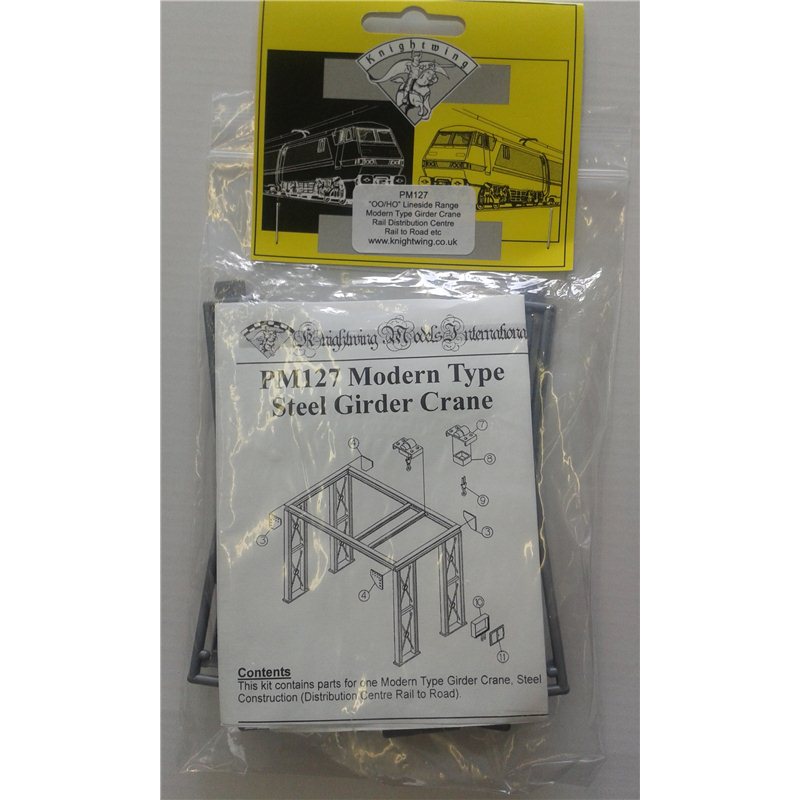 Knightwing
PM127
"OO/HO" Lineside Range
Modern Type Girder Crane
Rail Distribution Centre
Rail to Road etc
www.knightwing.co.uk
Knightwing Models International
PM127 Modern Type
Steel Girder Crane
7
4
8
9
3
3
4
10
11
Contents
This kit contains parts for one Modern Type Girder Crane, Steel
Construction (Distribution Centre Rail to Road).